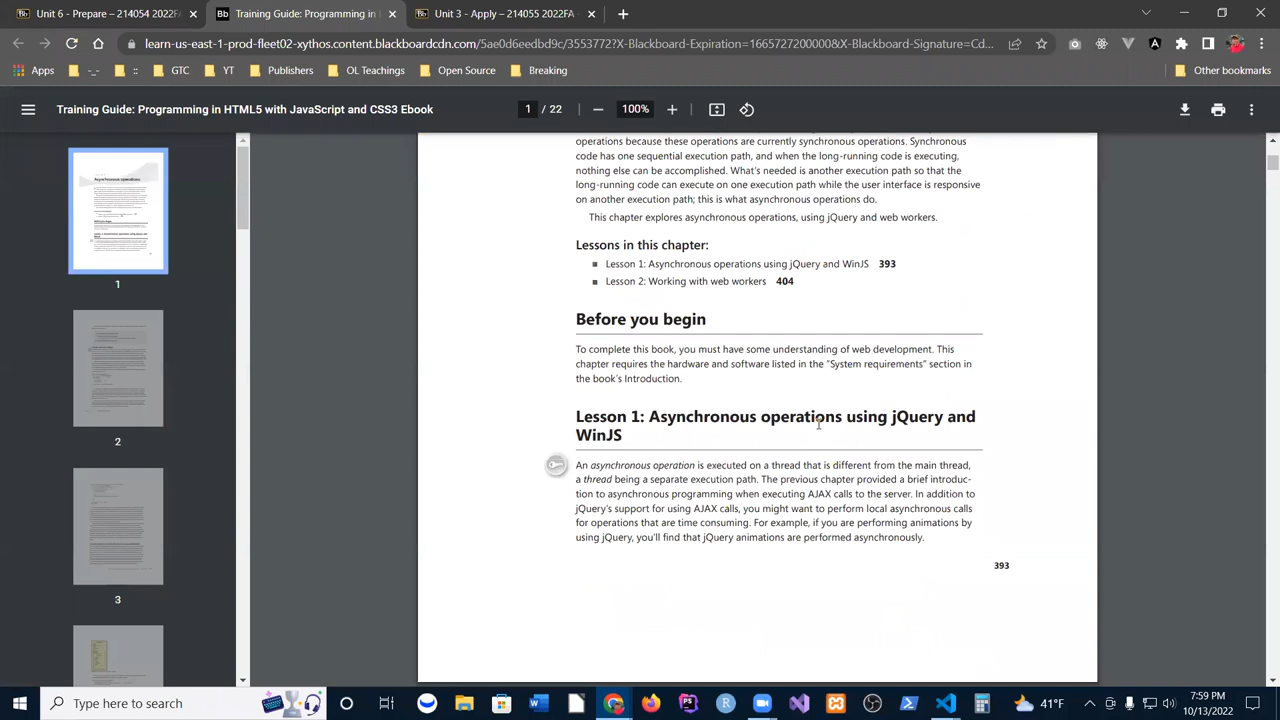 Unit 6 - Prepare – 214054 2022FA
Training Guide: Programming in
Unit 3 - Apply – 214055 2022FA -
learn-us-east-1-prod-fleet02-xythos.content.blackboardcdn.com/5ae0d6eedbd9c/3553772?X-Blackboard-Expiration=1665727200000&X-Blackboard-Signature=Cd...
Apps
_ --
::
GTC
YT
Publishers
OL Teachings
Open Source
Breaking
Other bookmarks
Training Guide: Programming in HTML5 with JavaScript and CSS3 Ebook
1 / 22
100%
operations because these operations are currently synchronous operations. Synchronous
code has one sequential execution path, and when the long-running code is executing,
nothing else can be accomplished. What's needed is another execution path so that the
long-running code can execute on one execution path while the user interface is responsive
on another execution path; this is what asynchronous operations do.
This chapter explores asynchronous operations, using jQuery and web workers.
Lessons in this chapter:
■ Lesson 1: Asynchronous operations using jQuery and WinJS 393
■ Lesson 2: Working with web workers 404
Before you begin
To complete this book, you must have some understanding of web development. This
chapter requires the hardware and software listed in the "System requirements" section in
the book's Introduction.
Lesson 1: Asynchronous operations using jQuery and
WinJS
An asynchronous operation is executed on a thread that is different from the main thread,
a thread being a separate execution path. The previous chapter provided a brief introduc-
tion to asynchronous programming when executing AJAX calls to the server. In addition to
jQuery's support for using AJAX calls, you might want to perform local asynchronous calls
for operations that are time consuming. For example, if you are performing animations by
using jQuery, you'll find that jQuery animations are performed asynchronously.
393
1
2
3
Type here to search
41°F
7:59 PM
10/13/2022